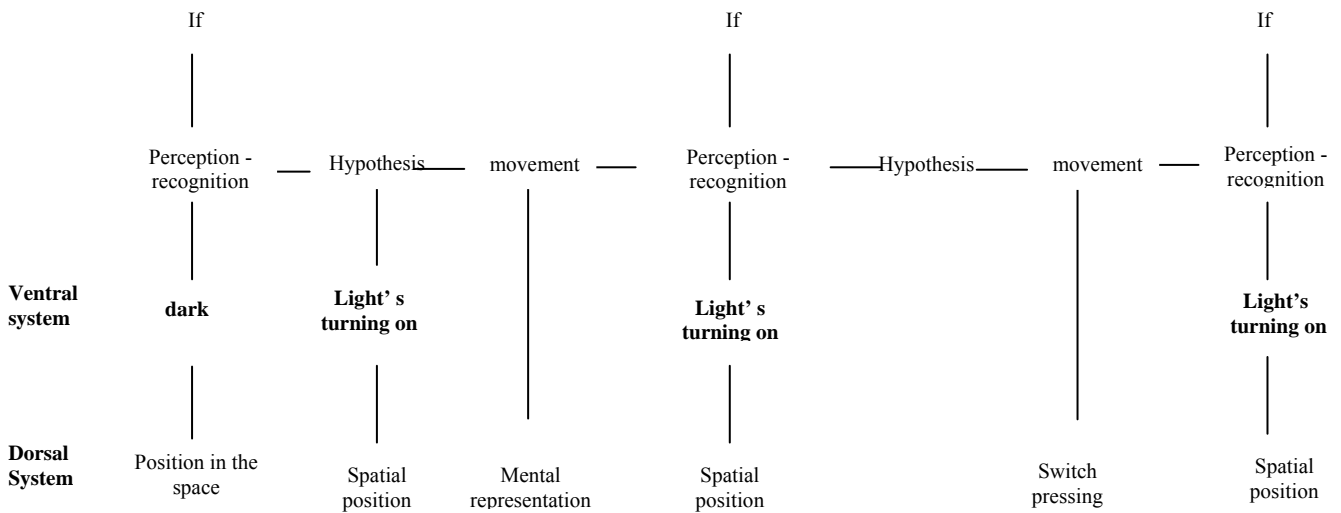 If
If
If
Perception -
recognition
Hypothesis
movement
Perception -
recognition
Hypothesis
movement
Perception -
recognition
Ventral
system
dark
Light’ s
turning on
Light’ s
turning on
Light's
turning on
Dorsal
System
Position in the
space
Spatial
position
Mental
representation
Spatial
position
Switch
pressing
Spatial
position